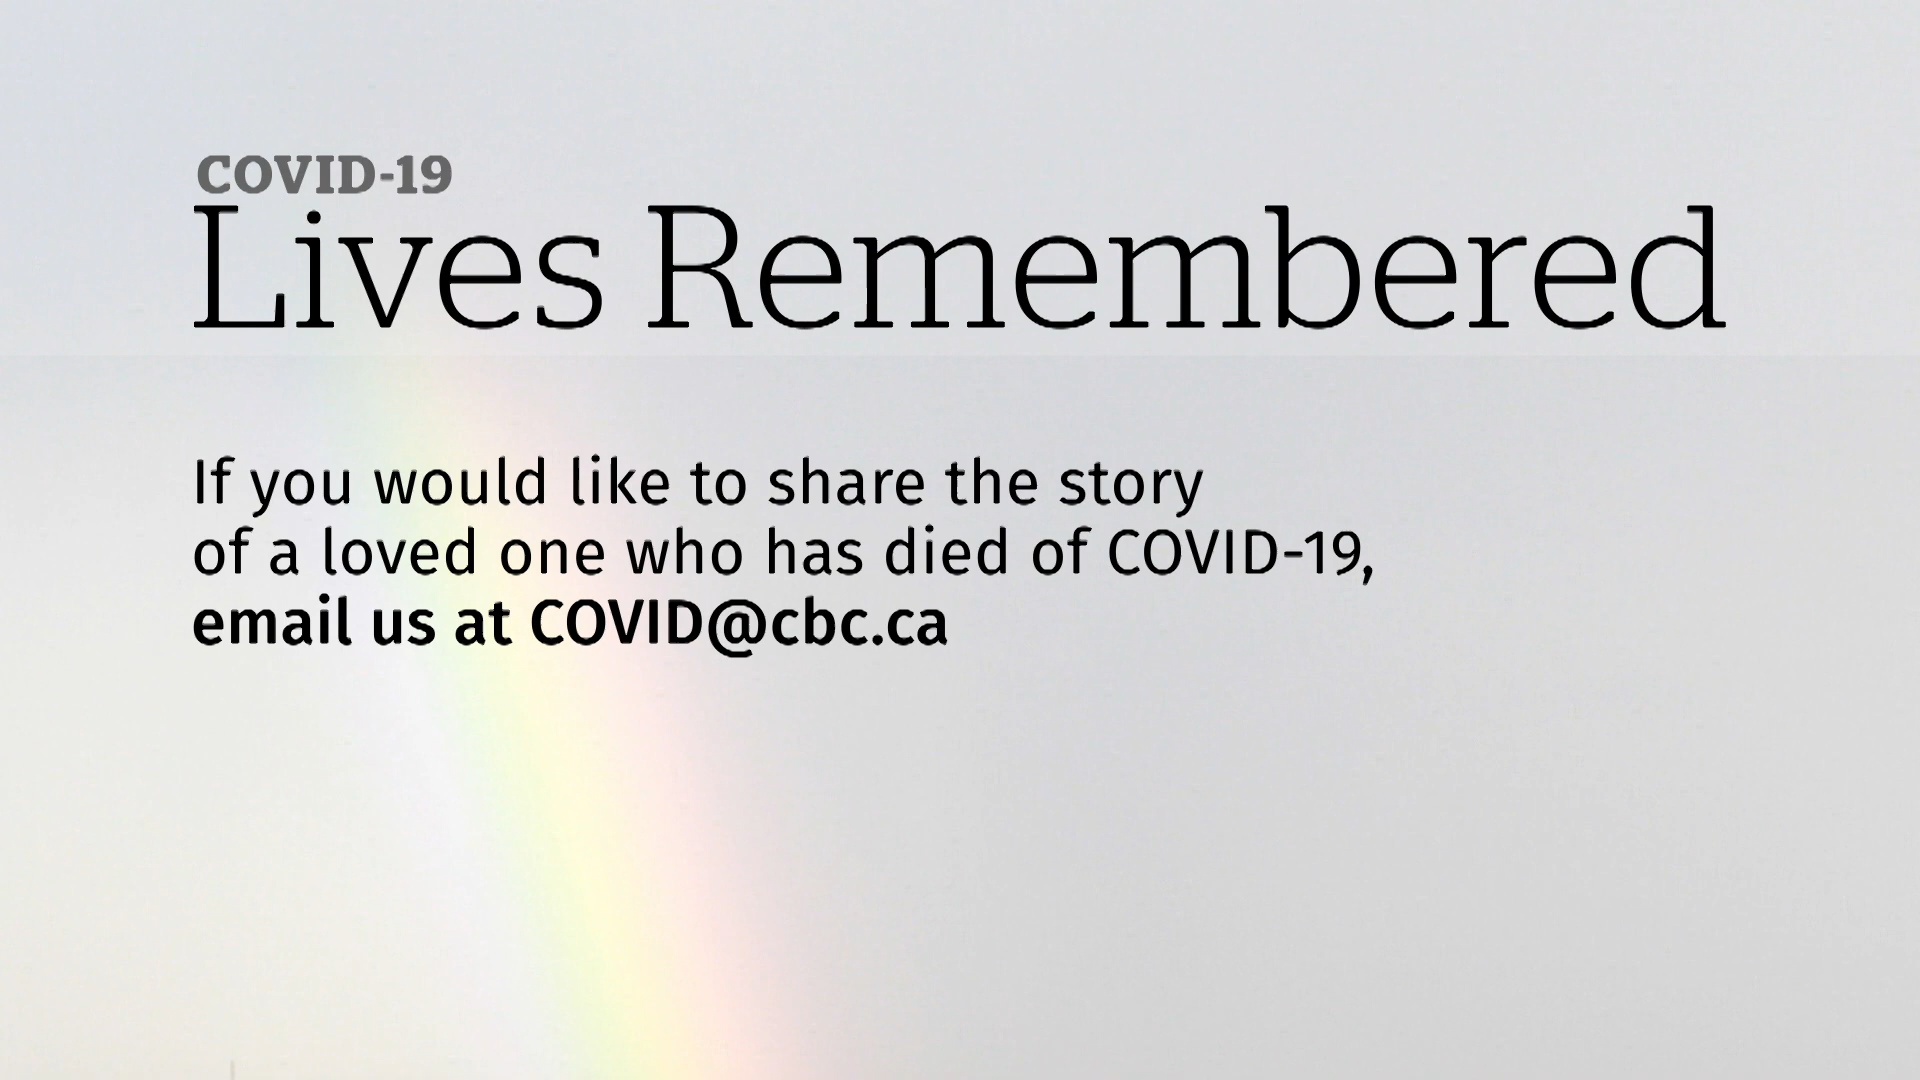 COVID-19
Lives Remembered
If you would like to share the story
of a loved one who has died of COVID-19,
email us at COVID@cbc.ca